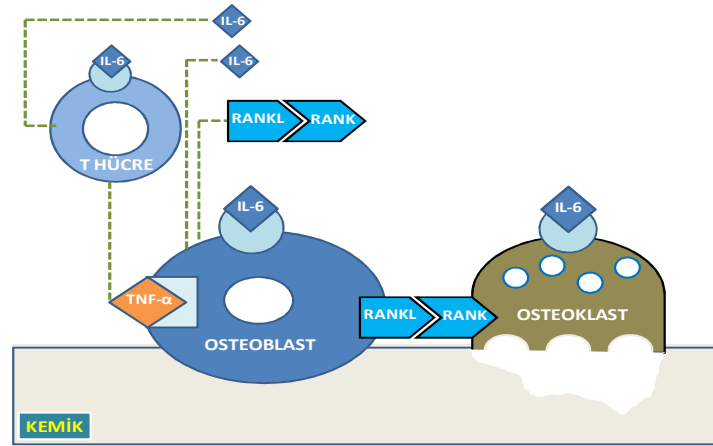 IL-6
IL-6
IL-6
RANKL RANK
T HÜCRE
IL-6
IL-6
TNF-α
RANKL RANK
OSTEOKLAST
OSTEOBLAST
KEMİK